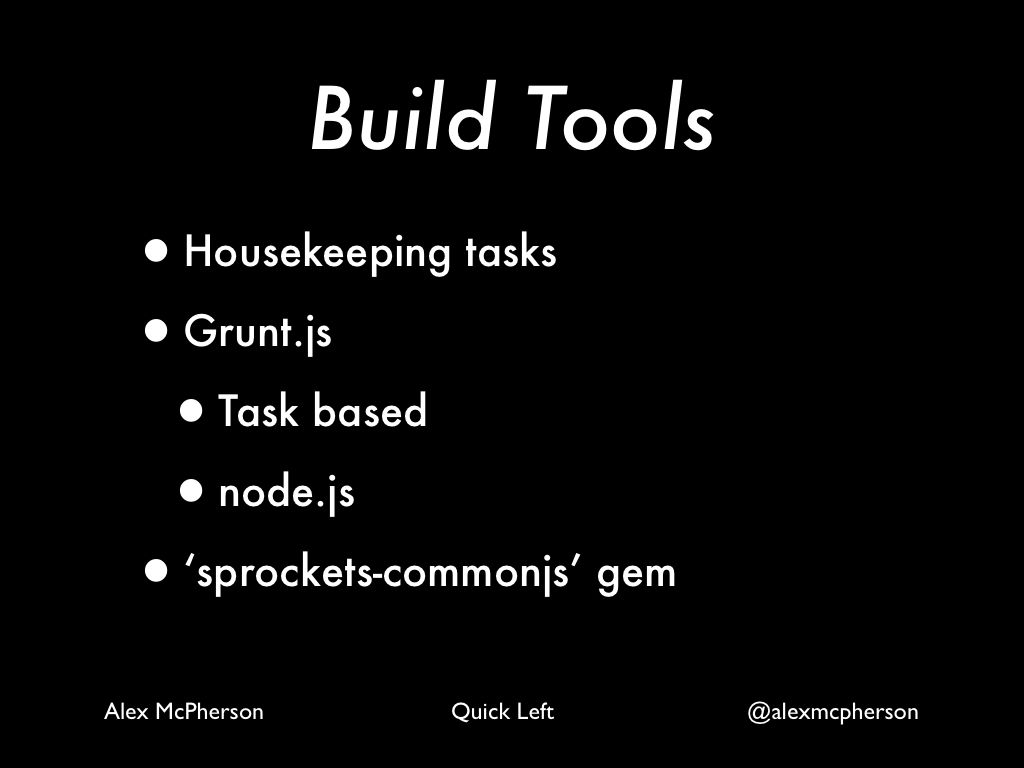 Build Tools
• Housekeeping tasks
• Grunt.js
• Task based
• node.js
• ‘sprockets-commonjs’ gem
Alex McPherson Quick Left @alexmcpherson